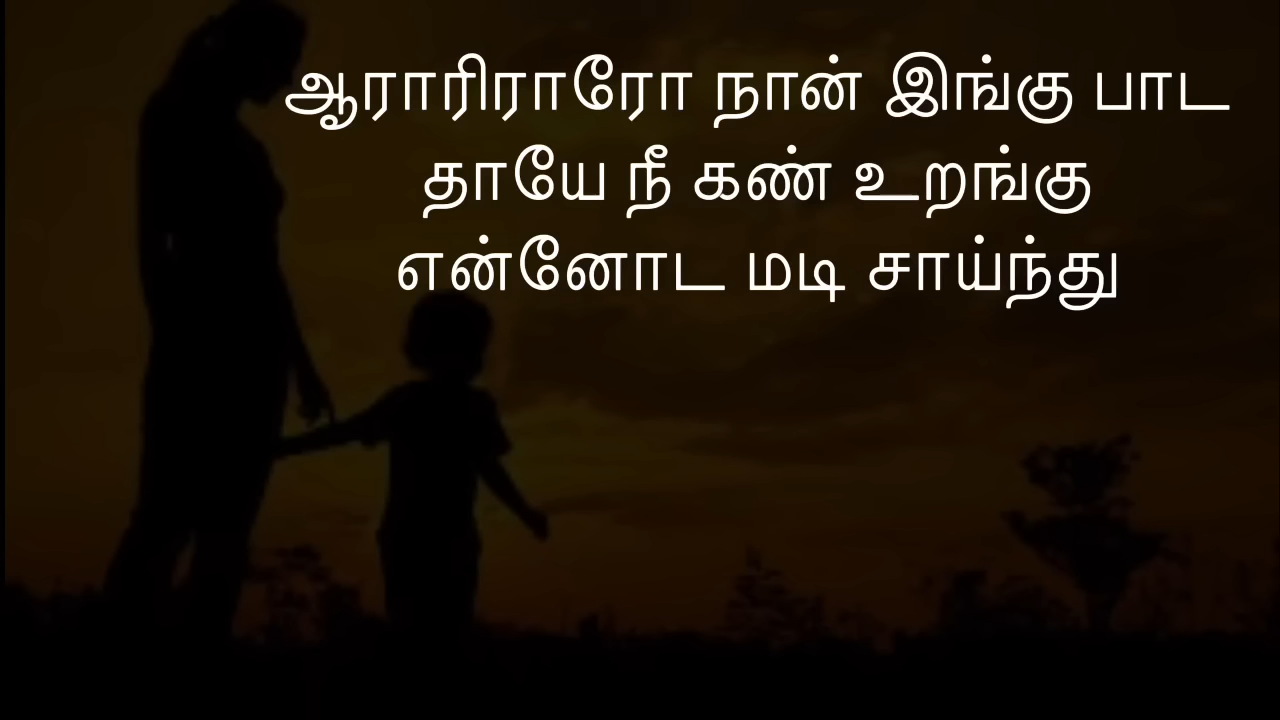 ஆராரிராரோ நான் இங்கு பாட
தாயே நீ கண் உறங்கு
என்னோட மடி சாய்ந்து